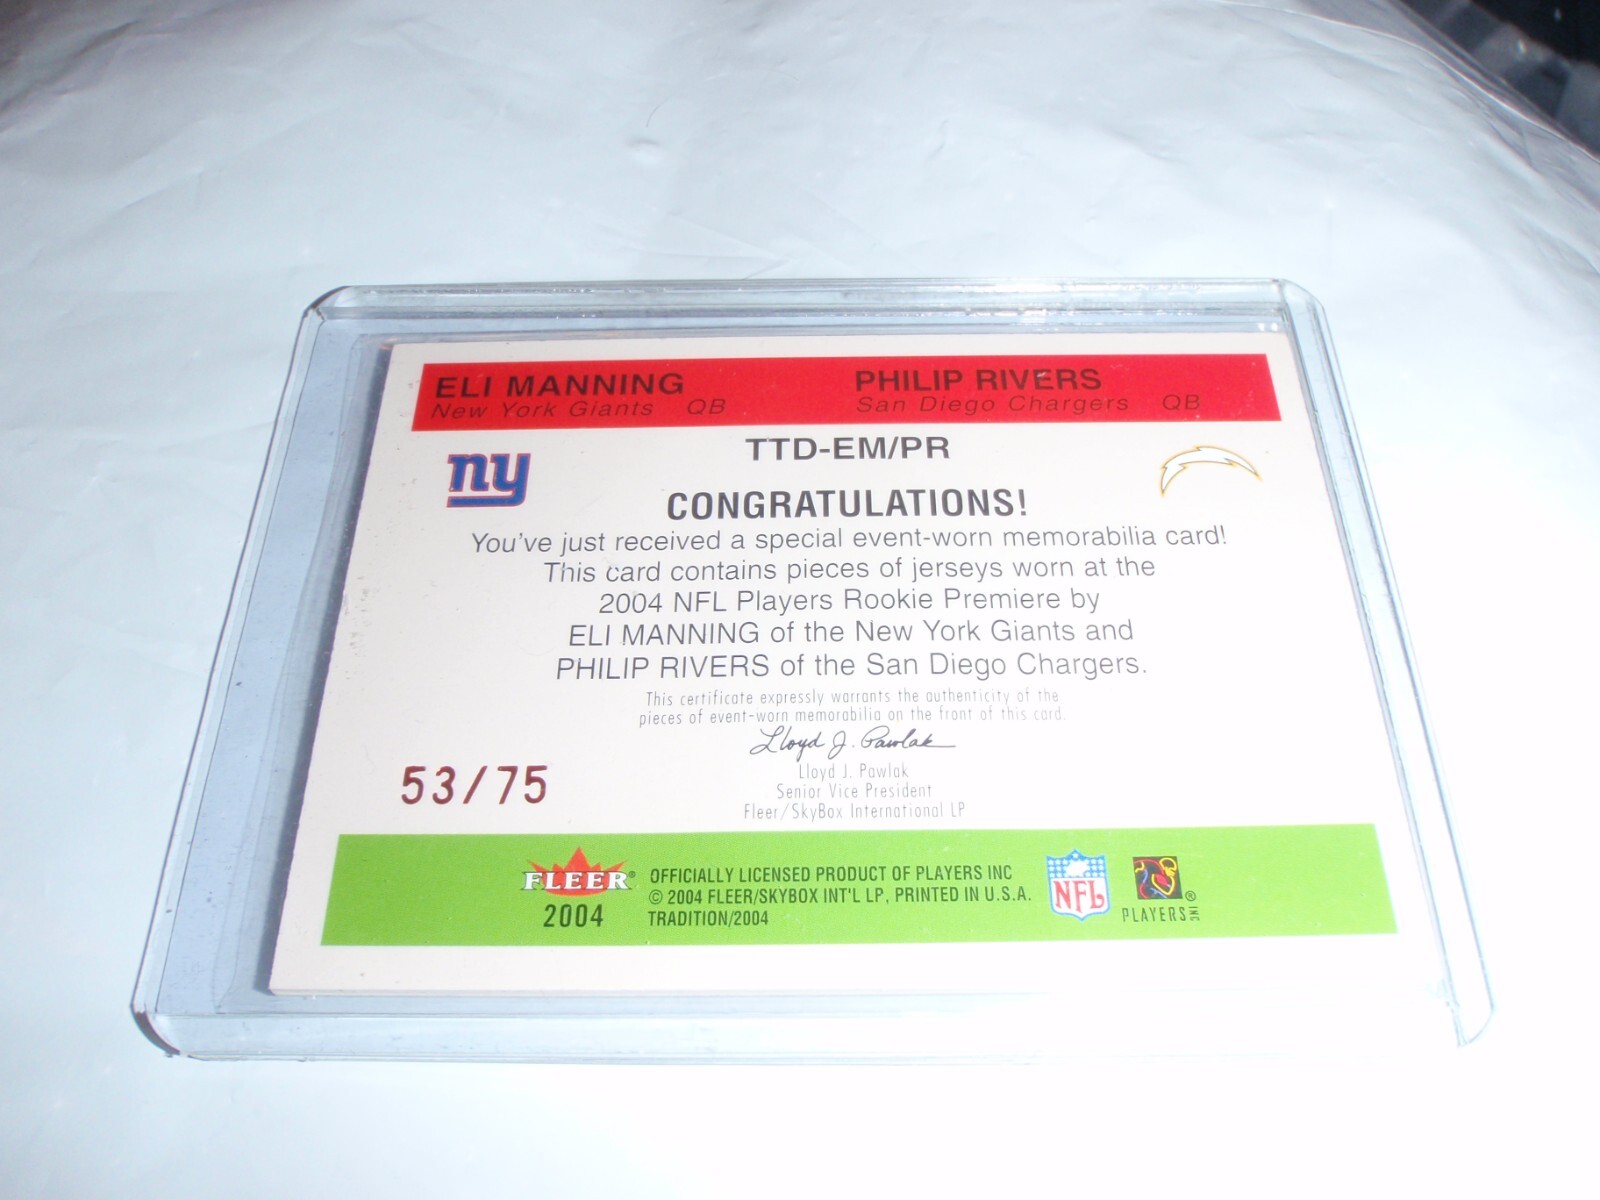 ELI MANNING
New York Giants QB
PHILIP RIVERS
San Diego Chargers QB
TTD-EM/PR
ny
CONGRATULATIONS!
You've just received a special event-worn memorabilia card!
This card contains pieces of jerseys worn at the
2004 NFL Players Rookie Premiere by
ELI MANNING of the New York Giants and
PHILIP RIVERS of the San Diego Chargers.
This certificate expressly warrants the authenticity of the
pieces of event-worn memorabilia on the front of this card.
Lloyd J. Pawlak
Lloyd J. Pawlak
Senior Vice President
Fleer/SkyBox International LP
53/75
FLEER®
2004
OFFICIALLY LICENSED PRODUCT OF PLAYERS INC
© 2004 FLEER/SKYBOX INT'L LP, PRINTED IN U.S.A.
TRADITION/2004
NFL
PLAYERS INC ®